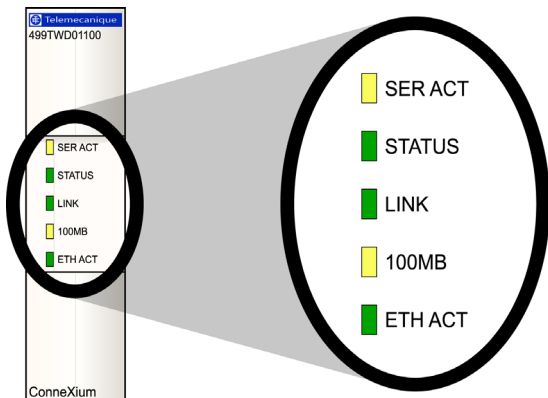 Telemecanique
499TWD01100
SER ACT
STATUS
LINK
100MB
ETH ACT
ConneXium
SER ACT
STATUS
LINK
100MB
ETH ACT